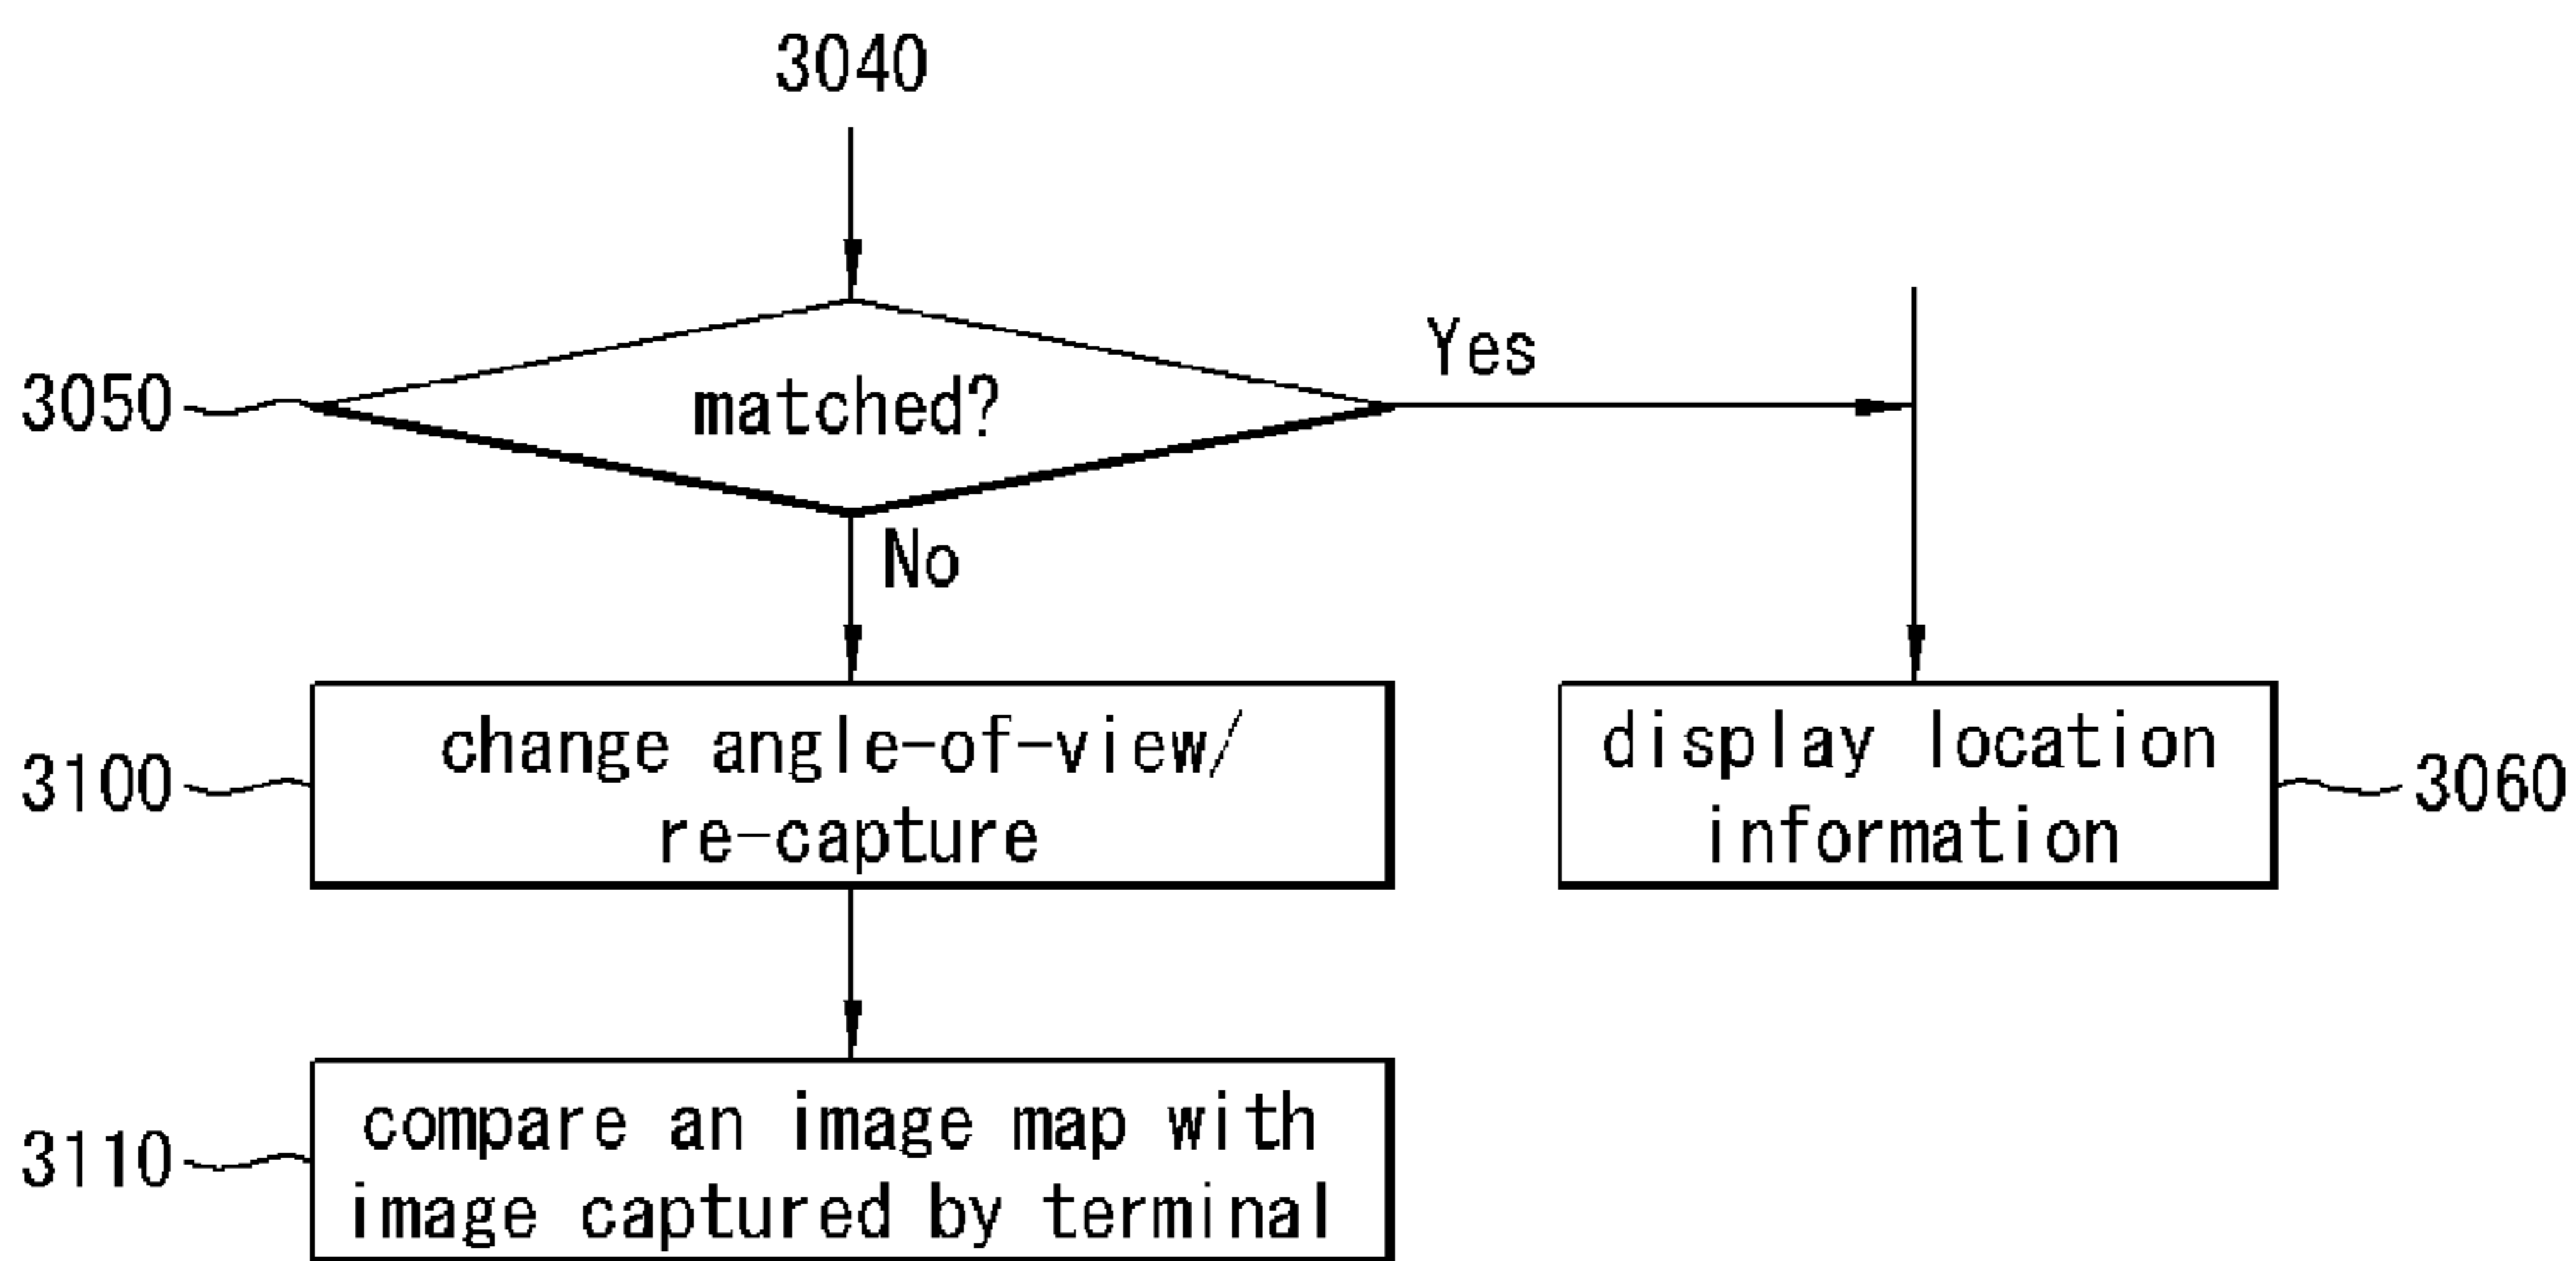 3040
Yes
3050
matched?
No
change angle-of-view/
re-capture
3100
display location
information
3060
compare an image map with
image captured by terminal
3110